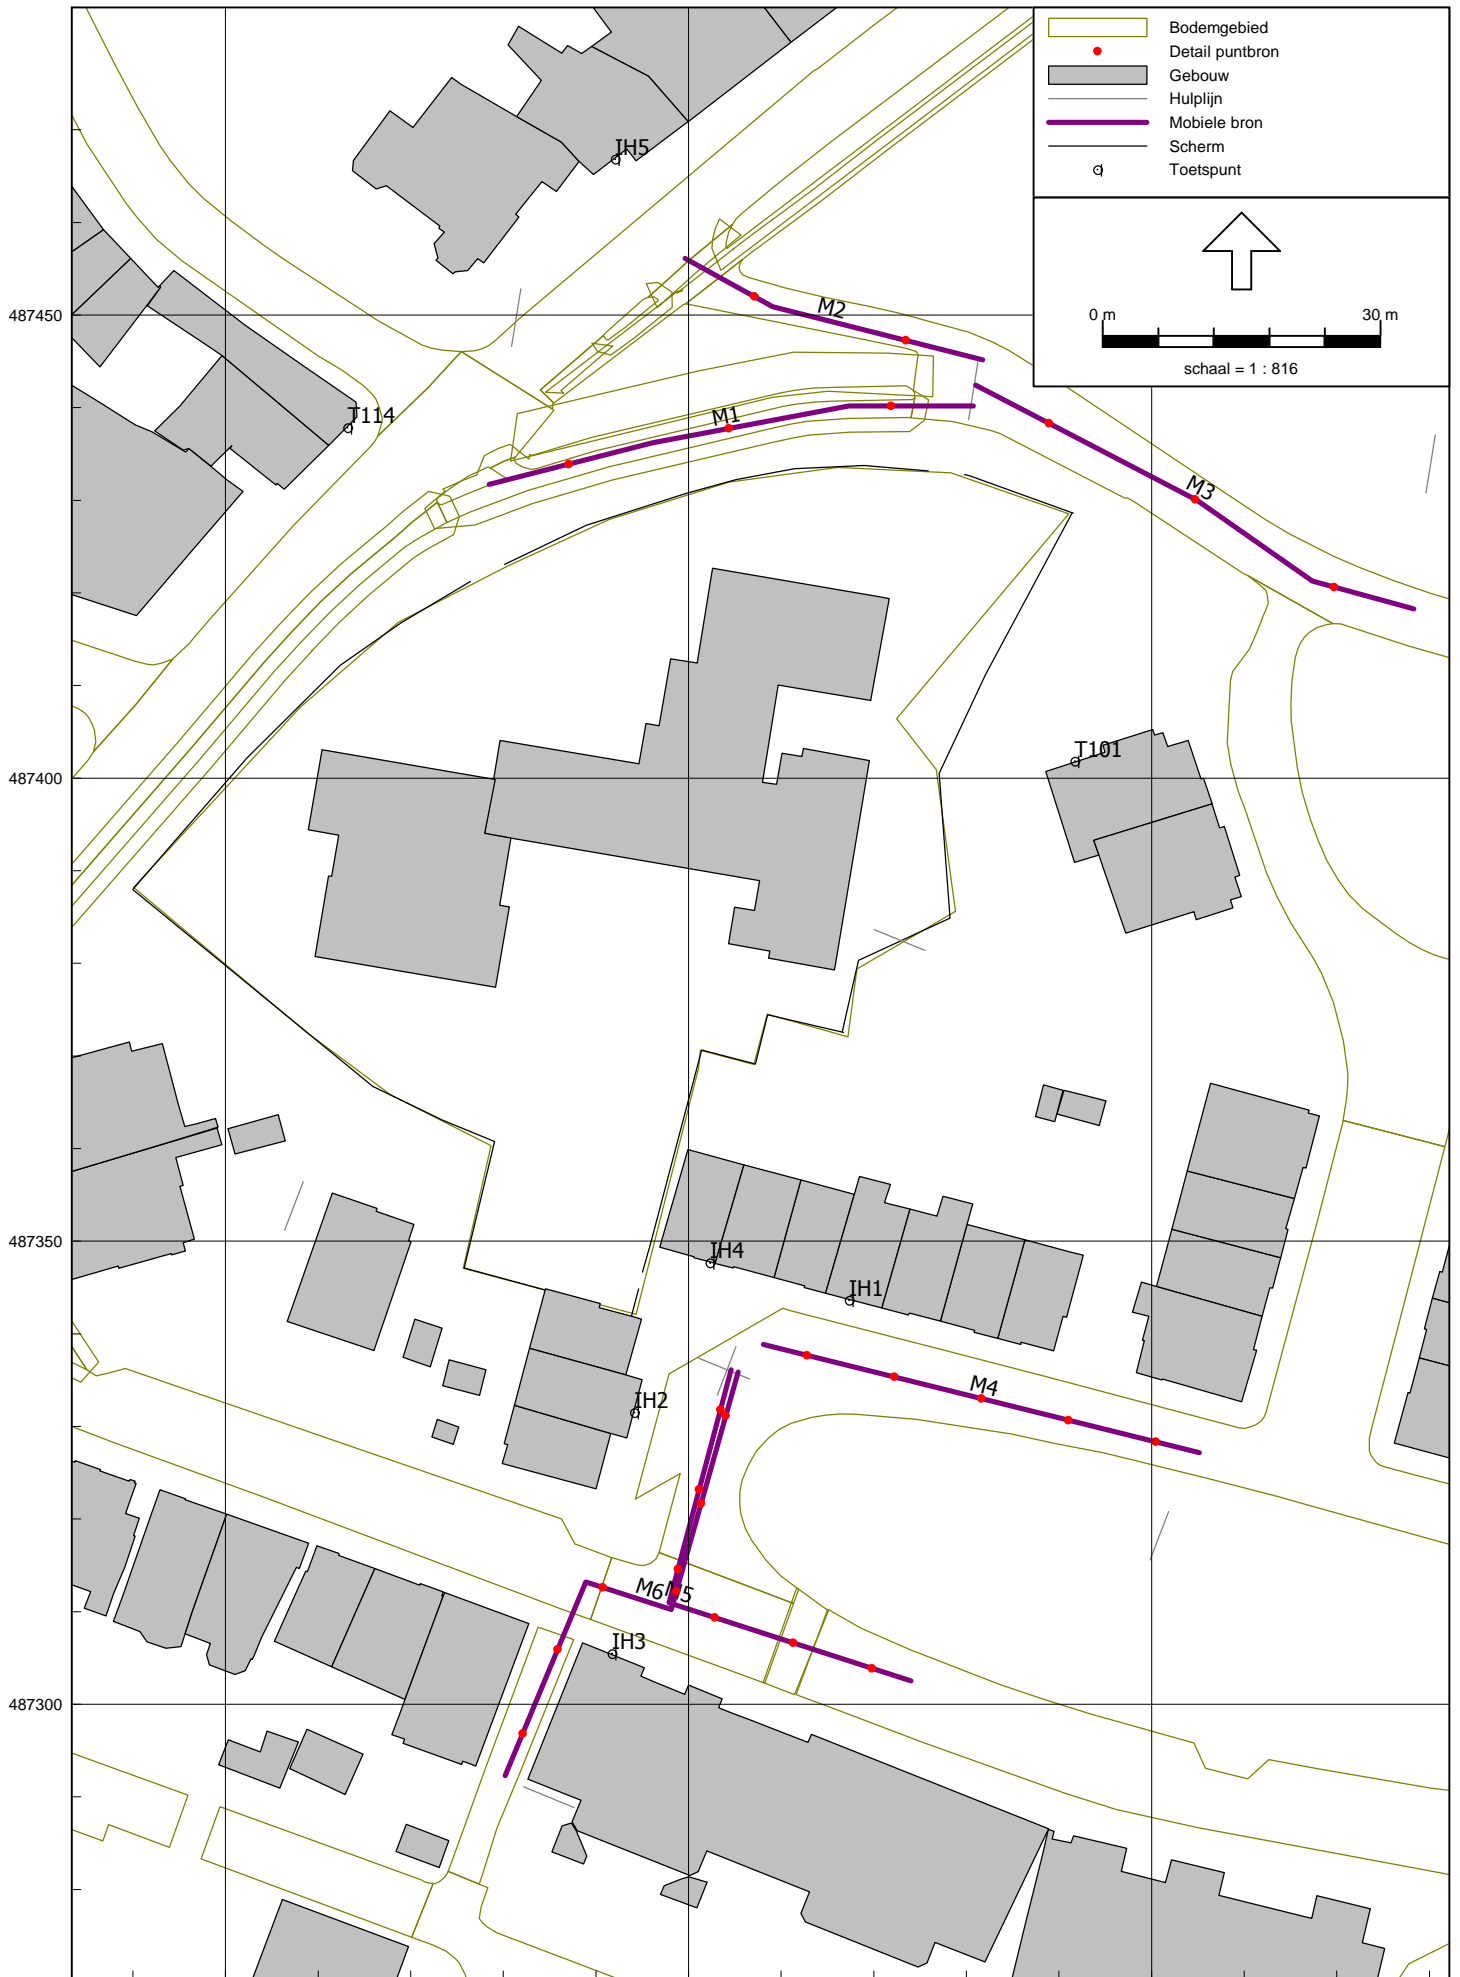 Bodemgebied
Detail puntbron
Gebouw
Hulplijn
Mobiele bron
Scherm
Toetspunt
0 m 30 m
schaal = 1 : 816
IH5
M2
487450
T114
M1
M3
T101
487400
487350
IH4
IH1
M4
IH2
M6 M5
IH3
487300